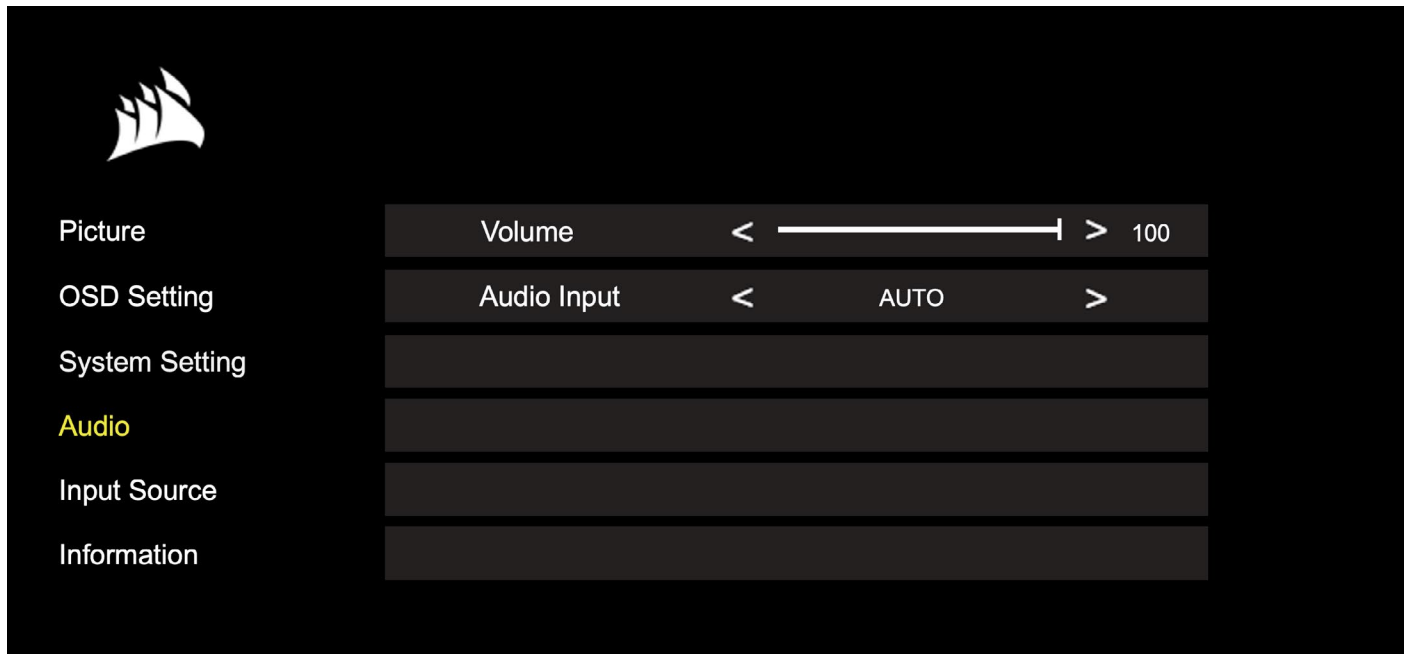 Picture
Volume < > 100
OSD Setting
Audio Input < AUTO >
System Setting
Audio
Input Source
Information